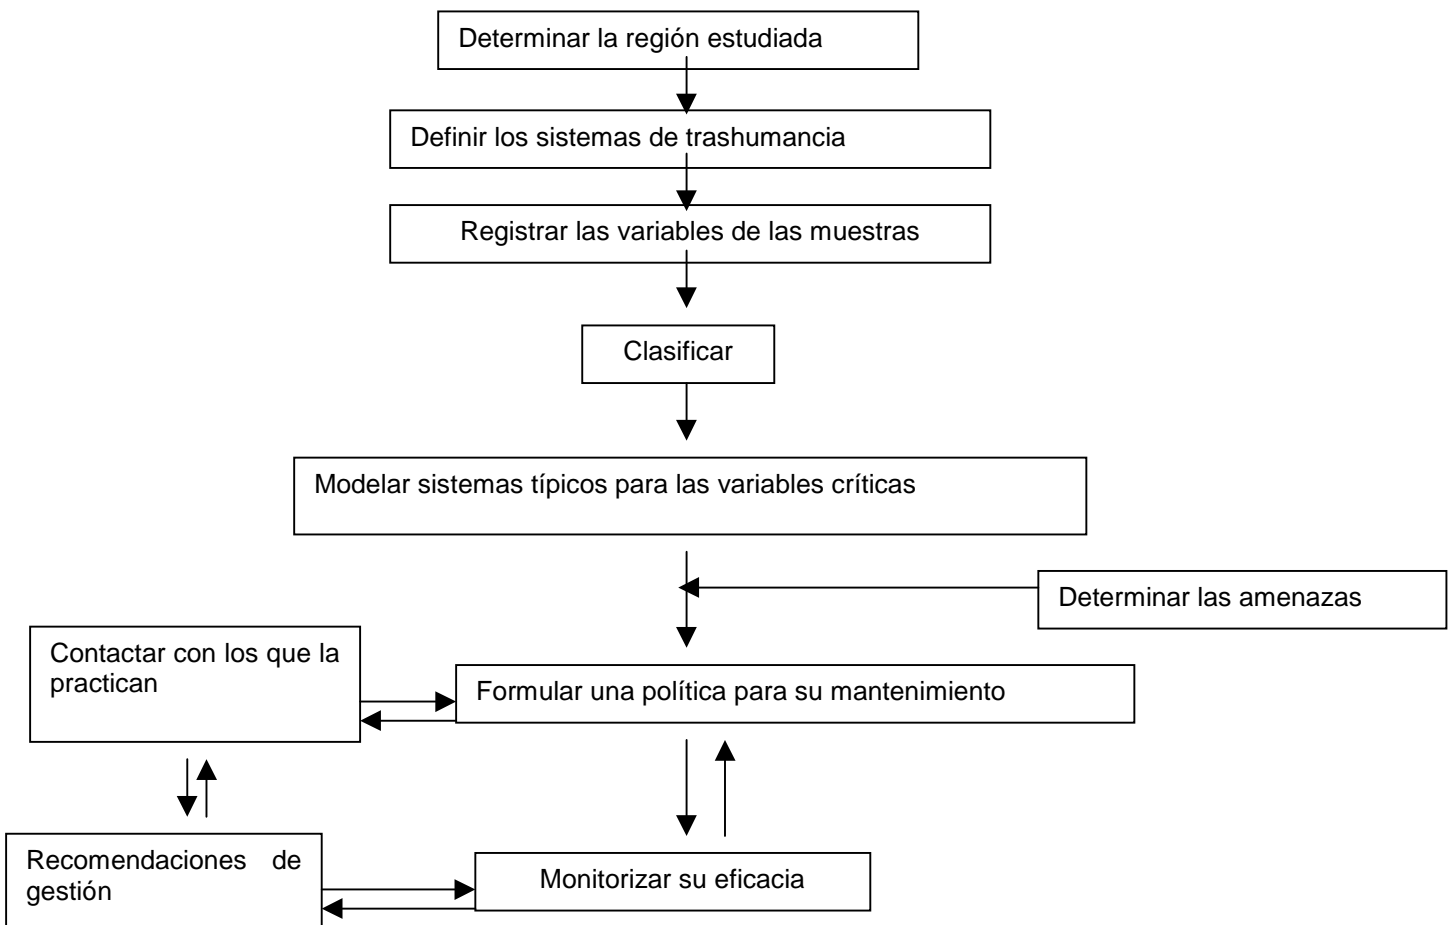 Determinar la región estudiada
Definir los sistemas de trashumancia
Registrar las variables de las muestras
Clasificar
Modelar sistemas típicos para las variables críticas
Determinar las amenazas
Contactar con los que la
practican
Formular una política para su mantenimiento
Recomendaciones de
gestión
Monitorizar su eficacia